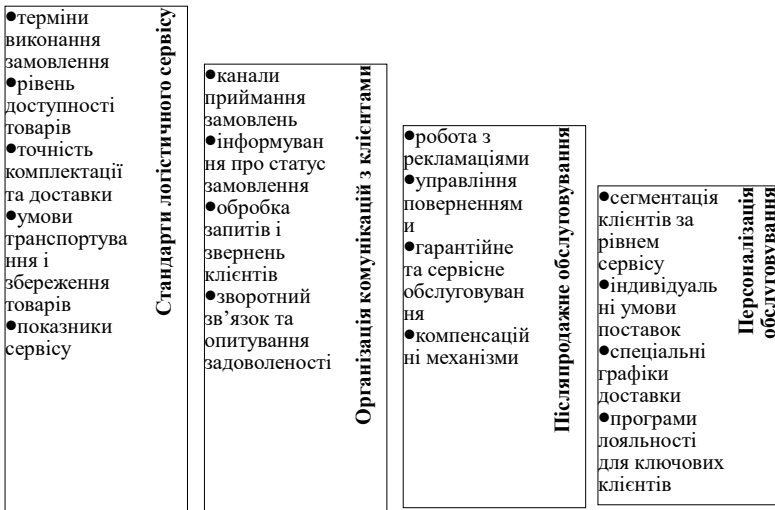 ●терміни
виконання
замовлення
●рівень
доступності
товарів
●точність
комплектації
та доставки
●умови
транспортува
ння і
збереження
товарів
●показники
сервісу
Стандарти логістичного сервісу
●канали
приймання
замовлень
●інформуван
ня про статус
замовлення
●обробка
запитів і
звернень
клієнтів
●зворотний
зв’язок та
опитування
задоволеності
Організація комунікацій з клієнтами
●робота з
рекламаціями
●управління
поверненням
и
●гарантійне
та сервісне
обслуговуван
ня
●компенсацій
ні механізми
Післяпродажне обслуговування
●сегментація
клієнтів за
рівнем
сервісу
●індивідуаль
ні умови
поставок
●спеціальні
графіки
доставки
●програми
лояльності
для ключових
клієнтів
Персоналізація
обслуговування